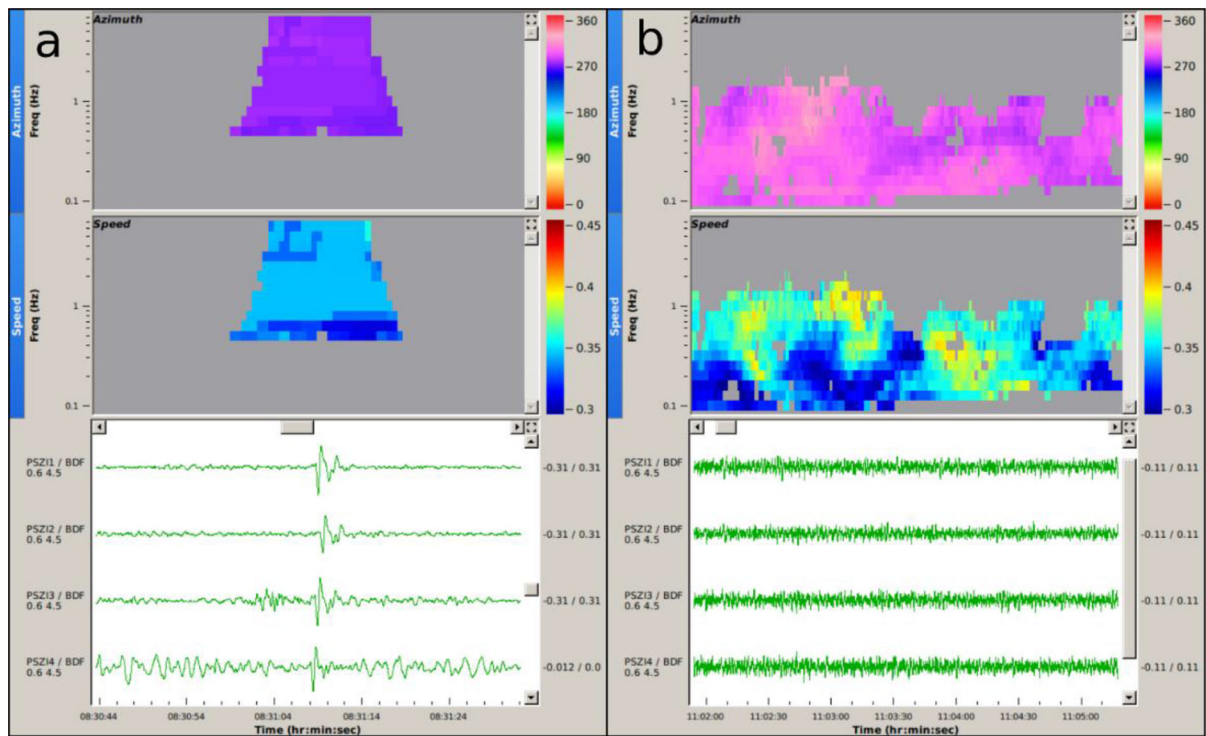 a
Azimuth
Azimuth
Freq (Hz)
1
0.1
360
270
180
90
0
Speed
Speed
Freq (Hz)
1
0.1
0.45
0.4
0.35
0.3
PSZI1 / BDF
0.6 4.5
-0.31 / 0.31
PSZI2 / BDF
0.6 4.5
-0.31 / 0.31
PSZI3 / BDF
0.6 4.5
-0.31 / 0.31
PSZI4 / BDF
0.6 4.5
-0.012 / 0.0
08:30:44 08:30:54 08:31:04 08:31:14 08:31:24
Time (hr:min:sec)
b
Azimuth
Azimuth
Freq (Hz)
1
0.1
360
270
180
90
0
Speed
Speed
Freq (Hz)
1
0.1
0.45
0.4
0.35
0.3
PSZI1 / BDF
0.6 4.5
-0.11 / 0.11
PSZI2 / BDF
0.6 4.5
-0.11 / 0.11
PSZI3 / BDF
0.6 4.5
-0.11 / 0.11
PSZI4 / BDF
0.6 4.5
-0.11 / 0.11
11:02:00 11:02:30 11:03:00 11:03:30 11:04:00 11:04:30 11:05:00
Time (hr:min:sec)